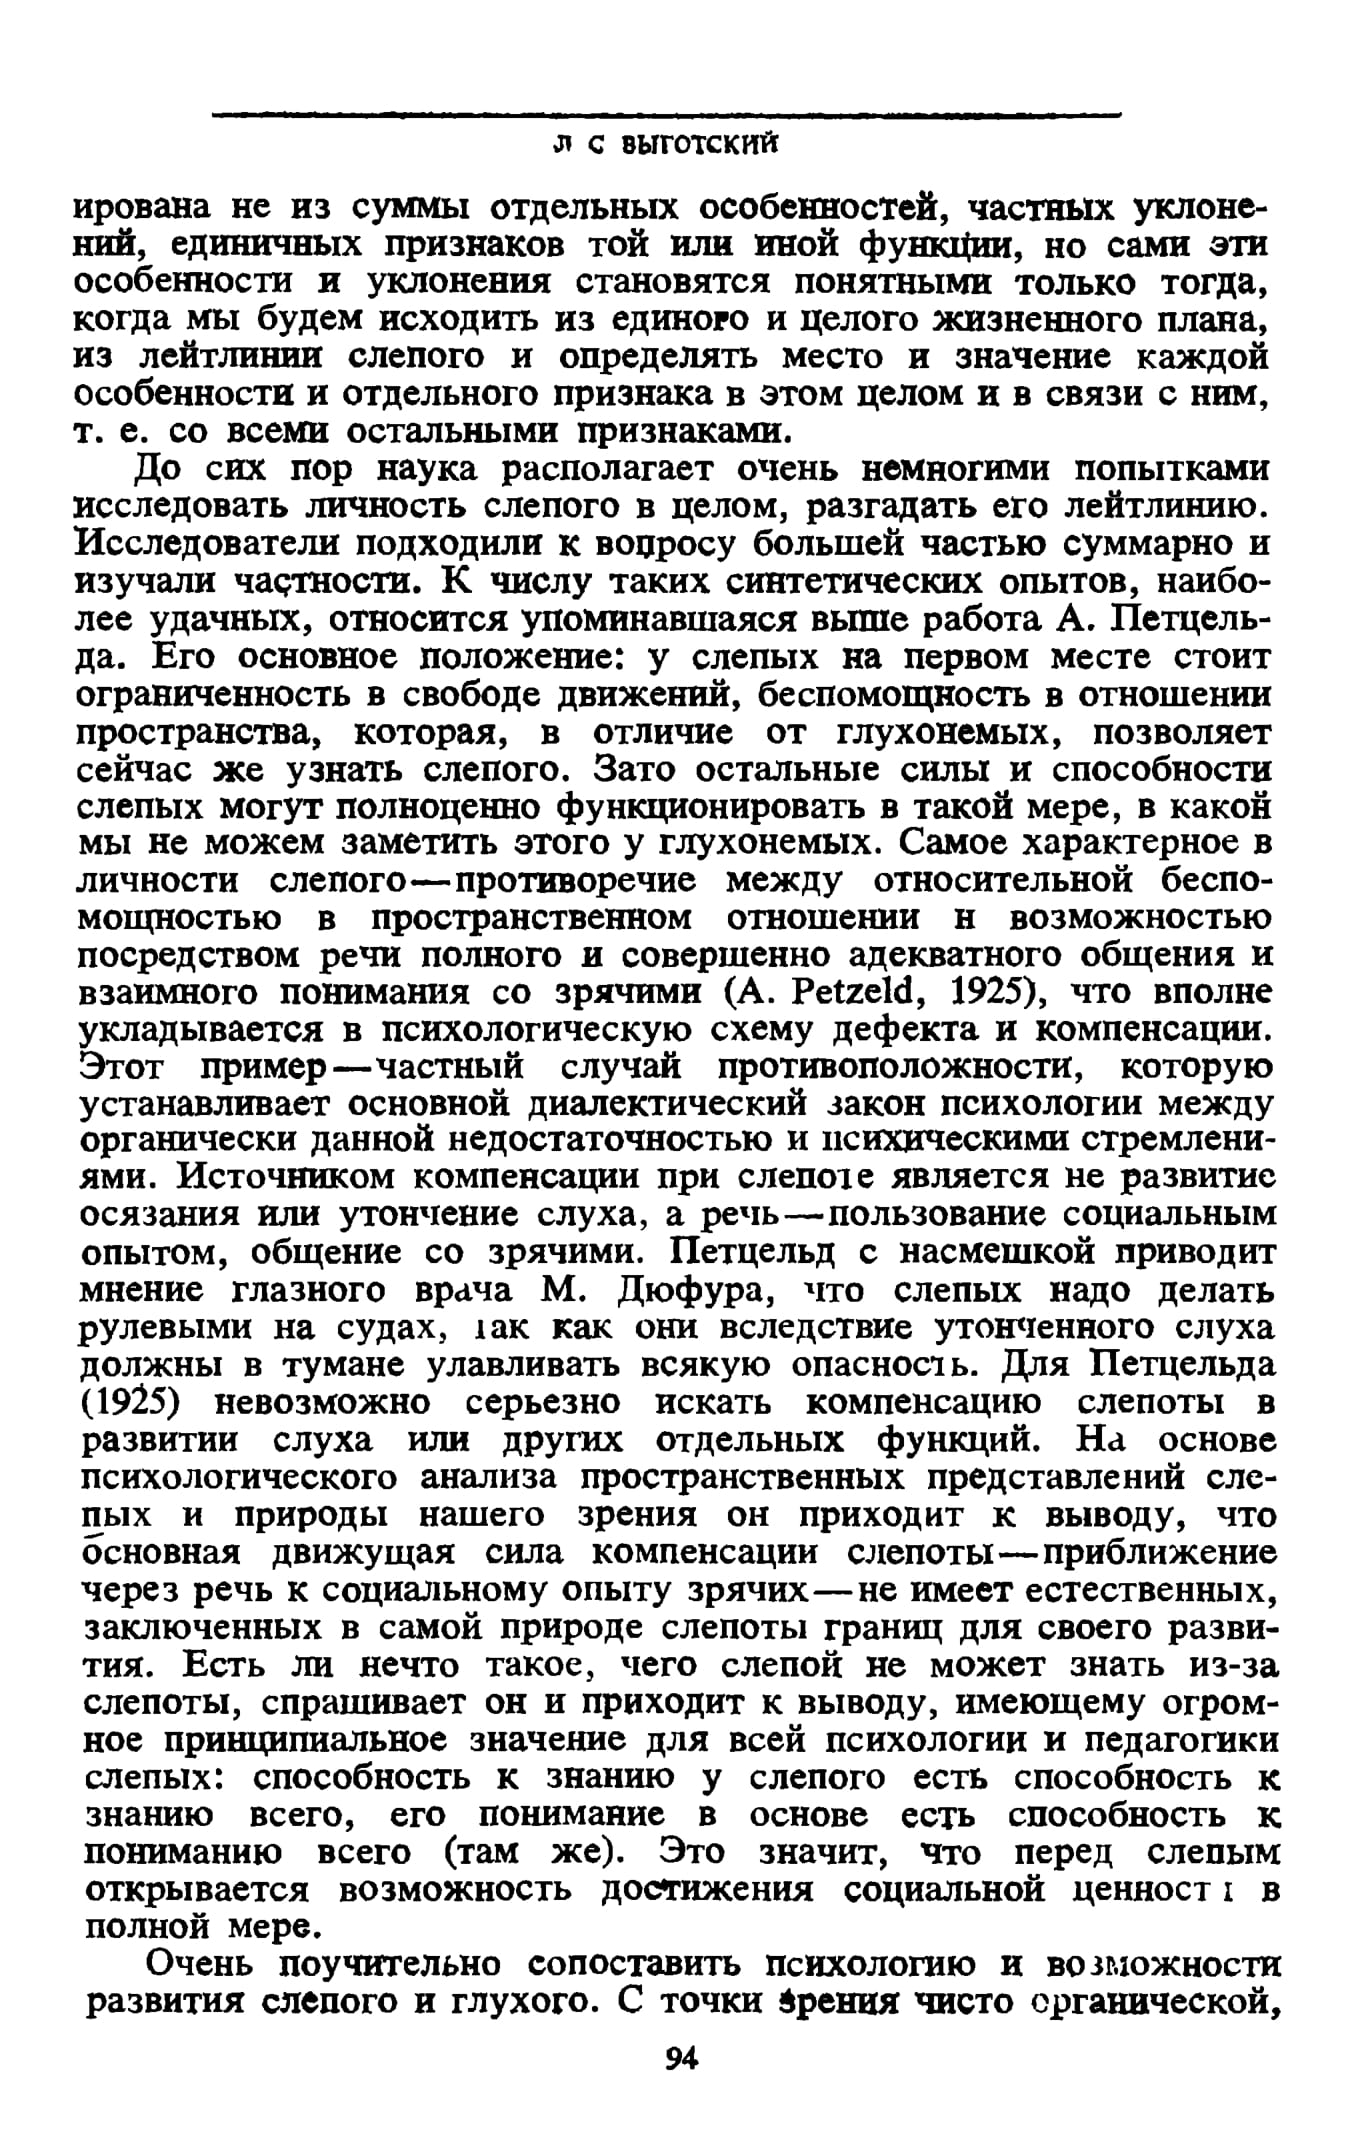 Л С ВЫГОТСКИЙ
ирована не из суммы отдельных особенностей, частных уклоне-
ний, единичных признаков той или иной функции, но сами эти
особенности и уклонения становятся понятными только тогда,
когда мы будем исходить из единого и целого жизненного плана,
из лейтлинии слепого и определять место и значение каждой
особенности и отдельного признака в этом целом и в связи с ним,
т. е. со всеми остальными признаками.
До сих пор наука располагает очень немногими попытками
исследовать личность слепого в целом, разгадать его лейтлинию.
Исследователи подходили к вопросу большей частью суммарно и
изучали частности. К числу таких синтетических опытов, наибо-
лее удачных, относится упоминавшаяся выше работа А. Петцель-
да. Его основное положение: у слепых на первом месте стоит
ограниченность в свободе движений, беспомощность в отношении
пространства, которая, в отличие от глухонемых, позволяет
сейчас же узнать слепого. Зато остальные силы и способности
слепых могут полноценно функционировать в такой мере, в какой
мы не можем заметить этого у глухонемых. Самое характерное в
личности слепого—противоречие между относительной беспо-
мощностью в пространственном отношении и возможностью
посредством речи полного и совершенно адекватного общения и
взаимного понимания со зрячими (A. Petzeld, 1925), что вполне
укладывается в психологическую схему дефекта и компенсации.
Этот пример—частный случай противоположности, которую
устанавливает основной диалектический закон психологии между
органически данной недостаточностью и психическими стремлени-
ями. Источником компенсации при слепоте является не развитие
осязания или утончение слуха, а речь—пользование социальным
опытом, общение со зрячими. Петцельд с насмешкой приводит
мнение глазного врача М. Дюфура, что слепых надо делать
рулевыми на судах, так как они вследствие утонченного слуха
должны в тумане улавливать всякую опасность. Для Петцельда
(1925) невозможно серьезно искать компенсацию слепоты в
развитии слуха или других отдельных функций. На основе
психологического анализа пространственных представлений сле-
пых и природы нашего зрения он приходит к выводу, что
основная движущая сила компенсации слепоты—приближение
через речь к социальному опыту зрячих—не имеет естественных,
заключенных в самой природе слепоты границ для своего разви-
тия. Есть ли нечто такое, чего слепой не может знать из-за
слепоты, спрашивает он и приходит к выводу, имеющему огром-
ное принципиальное значение для всей психологии и педагогики
слепых: способность к знанию у слепого есть способность к
знанию всего, его понимание в основе есть способность к
пониманию всего (там же). Это значит, что перед слепым
открывается возможность достижения социальной ценности в
полной мере.
Очень поучительно сопоставить психологию и возможности
развития слепого и глухого. С точки зрения чисто органической,
94